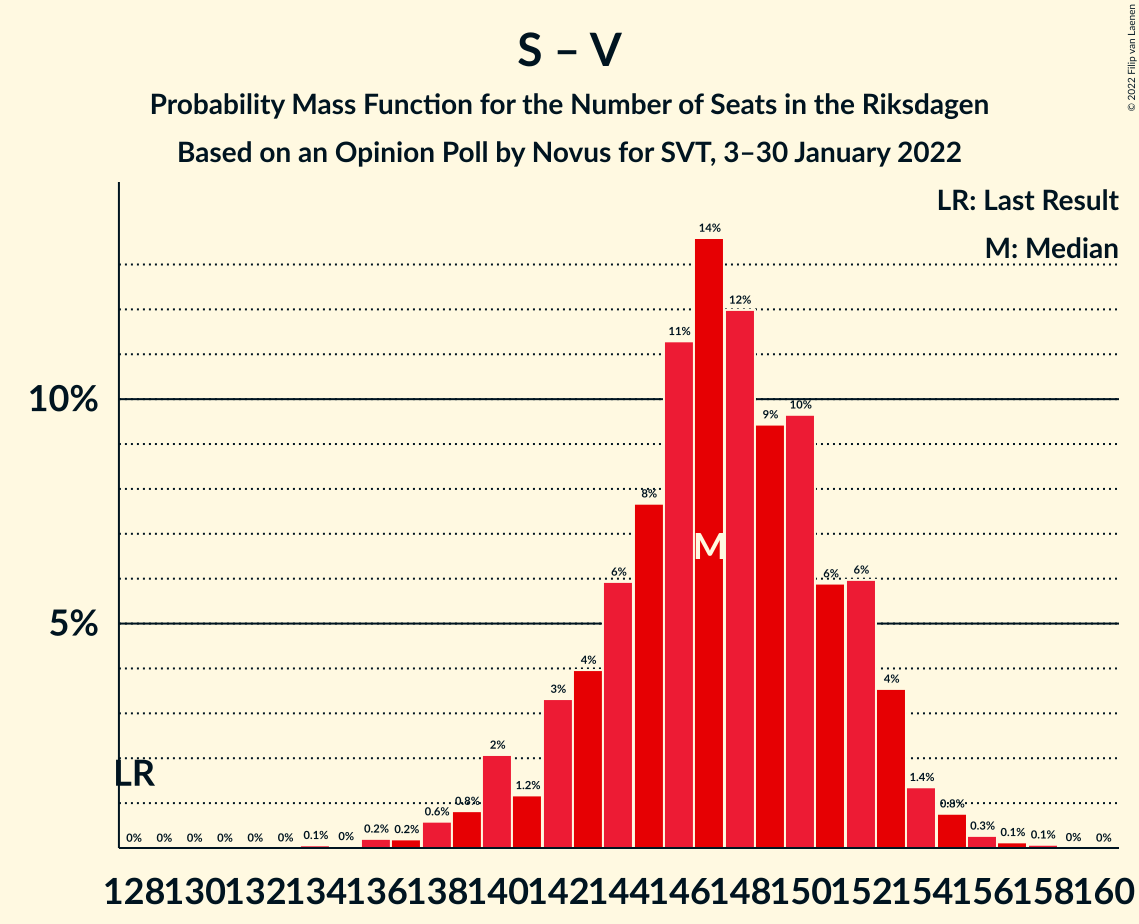 © 2022 Filip van Laenen
S – V
Probability Mass Function for the Number of Seats in the Riksdagen
Based on an Opinion Poll by Novus for SVT, 3–30 January 2022
LR: Last Result
M: Median
10%
5%
LR
M
0% 0% 0% 0% 0% 0% 0.1% 0% 0.2% 0.2% 0.6% 0.8% 2% 1.2% 3% 4% 6% 8% 11% 14% 12% 9% 10% 6% 6% 4% 1.4% 0.8% 0.3% 0.1% 0.1% 0% 0%
128 130 132 134 136 138 140 142 144 146 148 150 152 154 156 158 160